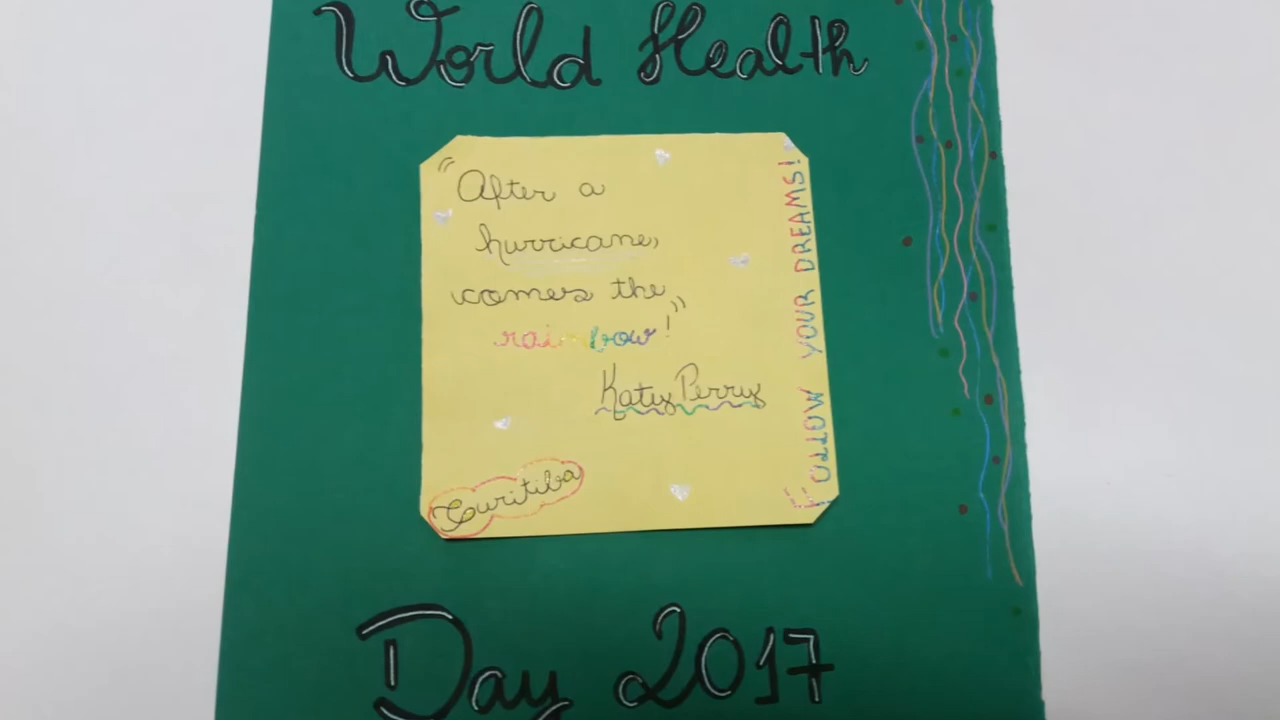 World Health
"After a
hurricane,
comes the
rainbow!"
Katy Perry
Curitiba
FOLLOW YOUR DREAMS!
Day 2017